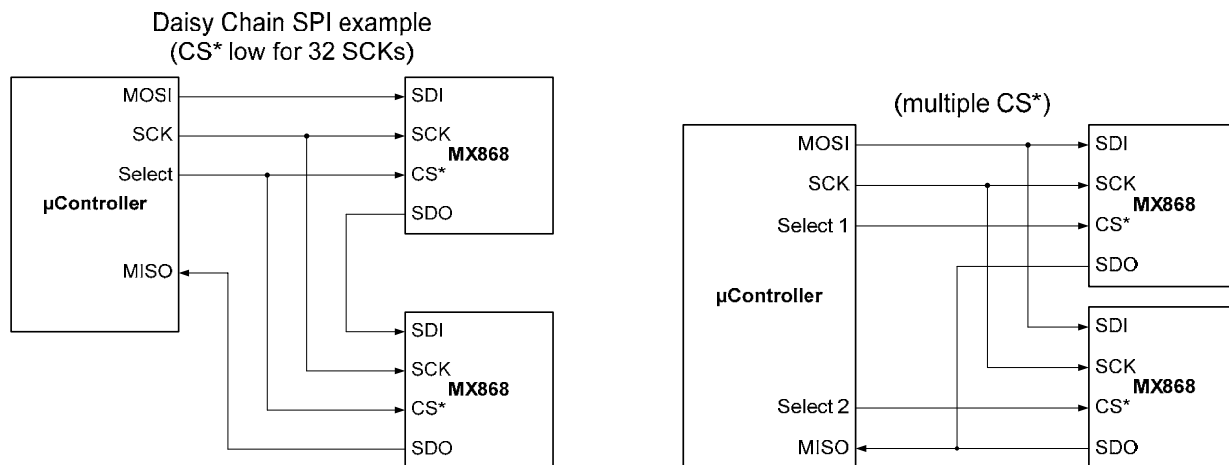 Daisy Chain SPI example
(CS* low for 32 SCKs)
MOSI
SCK
Select
µController
MISO
SDI
SCK
MX868
CS*
SDO
SDI
SCK
MX868
CS*
SDO
(multiple CS*)
MOSI
SCK
Select 1
µController
Select 2
MISO
SDI
SCK
MX868
CS*
SDO
SDI
SCK
MX868
CS*
SDO